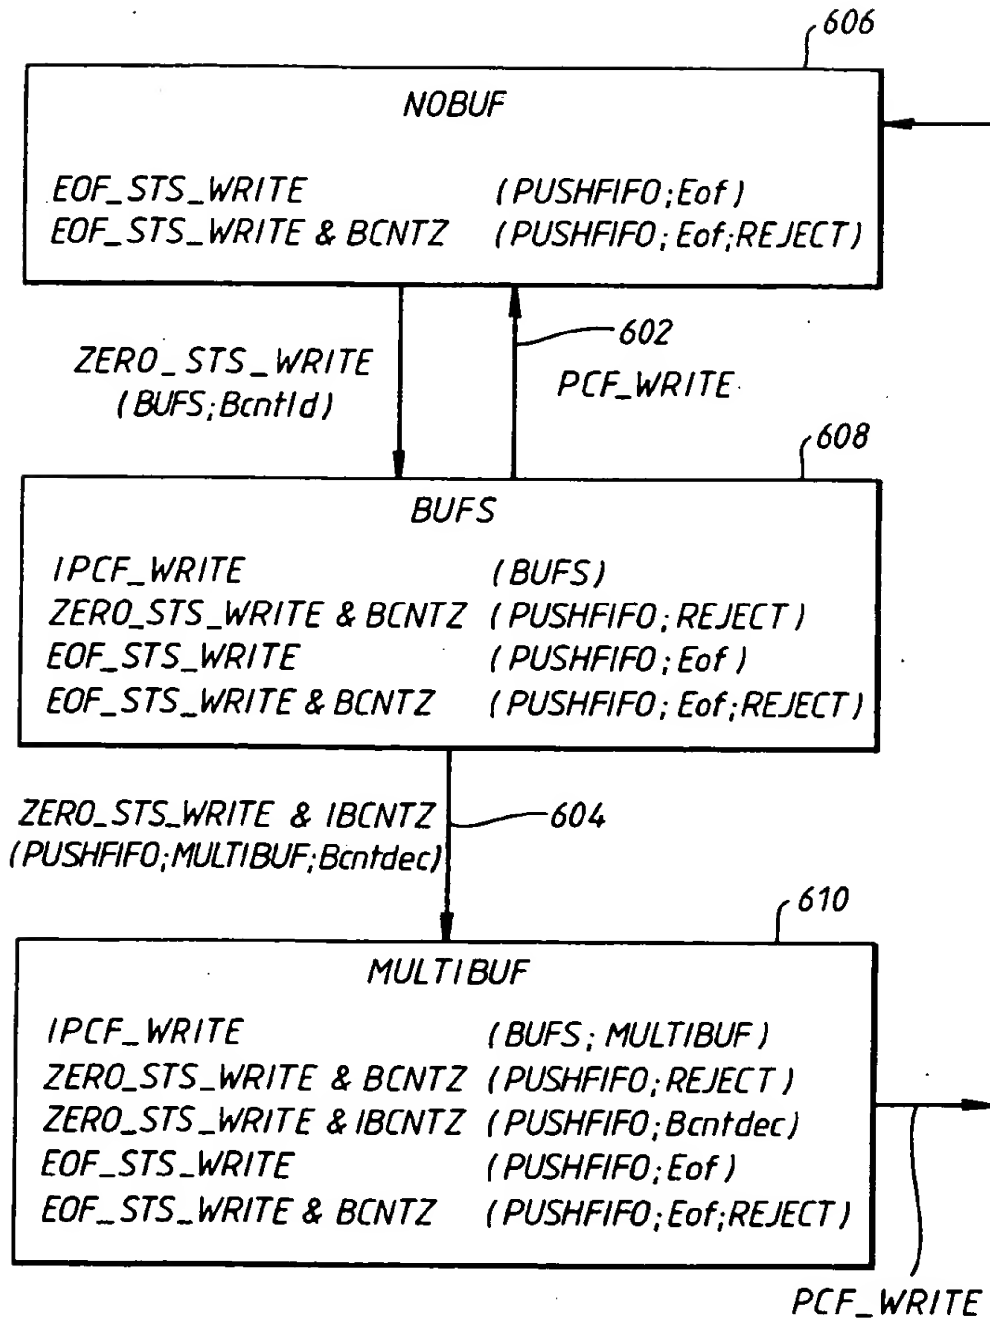 606
NOBUF
EOF_STS_WRITE (PUSHFIFO;Eof)
EOF_STS_WRITE & BCNTZ (PUSHFIFO; Eof;REJECT)
602
ZERO_STS_WRITE
(BUFS;Bcntld)
PCF_WRITE
608
BUFS
IPCF_WRITE (BUFS)
ZERO_STS_WRITE & BCNTZ (PUSHFIFO;REJECT)
EOF_STS_WRITE (PUSHFIFO;Eof)
EOF_STS_WRITE & BCNTZ (PUSHFIFO; Eof;REJECT)
ZERO_STS_WRITE & IBCNTZ
604
(PUSHFIFO;MULTIBUF;Bcntdec)
610
MULTIBUF
IPCF_WRITE (BUFS; MULTIBUF)
ZERO_STS_WRITE & BCNTZ (PUSHFIFO;REJECT)
ZERO_STS_WRITE & IBCNTZ (PUSHFIFO;Bcntdec)
EOF_STS_WRITE (PUSHFIFO;Eof)
EOF_STS_WRITE & BCNTZ (PUSHFIFO;Eof;REJECT)
PCF_WRITE